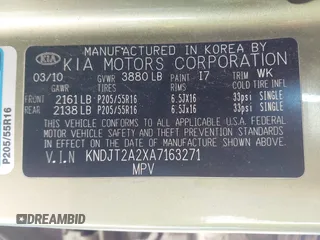 MANUFACTURED IN KOREA BY
KIA KIA MOTORS CORPORATION
03/10 GVWR 3880 LB PAINT I7 TRIM WK
GAWR TIRES RIMS COLD TIRE INFL
FRONT 2161 LB P205/55R16 6.5JX16 33psi SINGLE
REAR 2138 LB P205/55R16 6.5JX16 33psi SINGLE
THIS VEHICLE CONFORMS TO ALL APPLICABLE FEDERAL
MOTOR VEHICLE SAFETY AND THEFT PREVENTION STANDARDS
IN EFFECT ON THE DATE OF MANUFACTURE SHOWN ABOVE.
V.I.N KNDJT2A2XA7163271
MPV
P205/55R16
DREAMBID